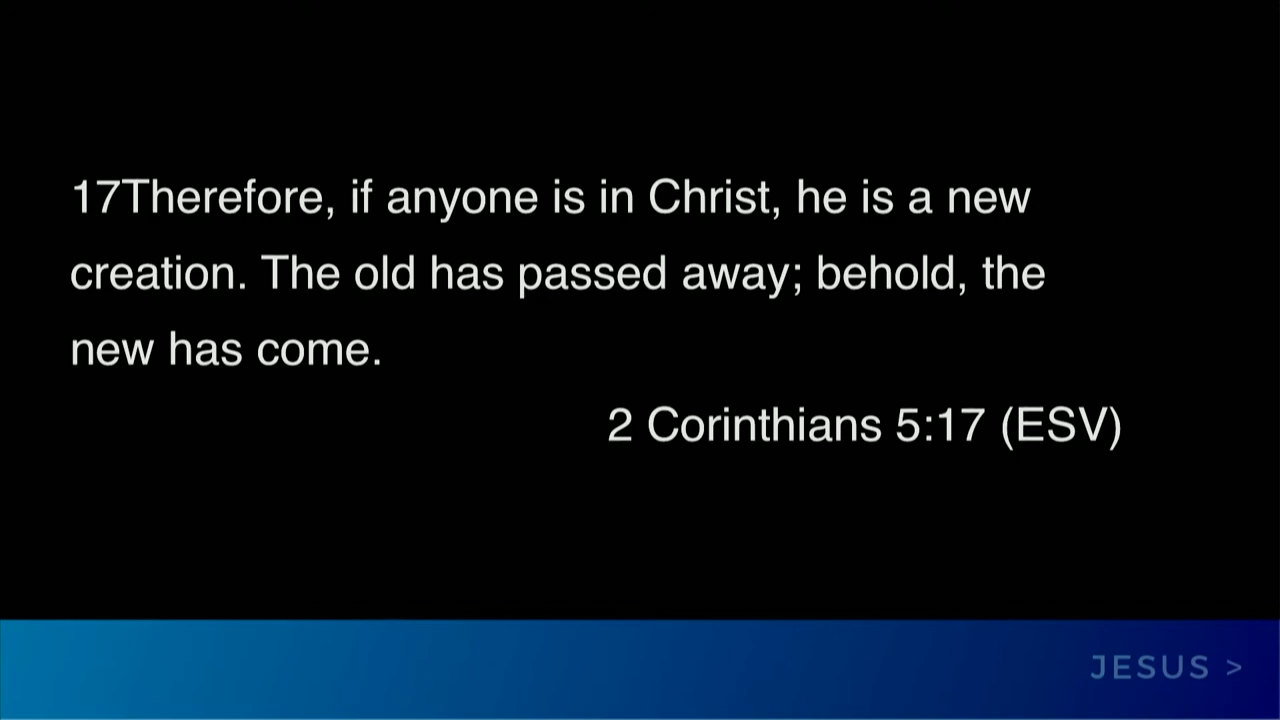 17Therefore, if anyone is in Christ, he is a new
creation. The old has passed away; behold, the
new has come.
2 Corinthians 5:17 (ESV)
JESUS >